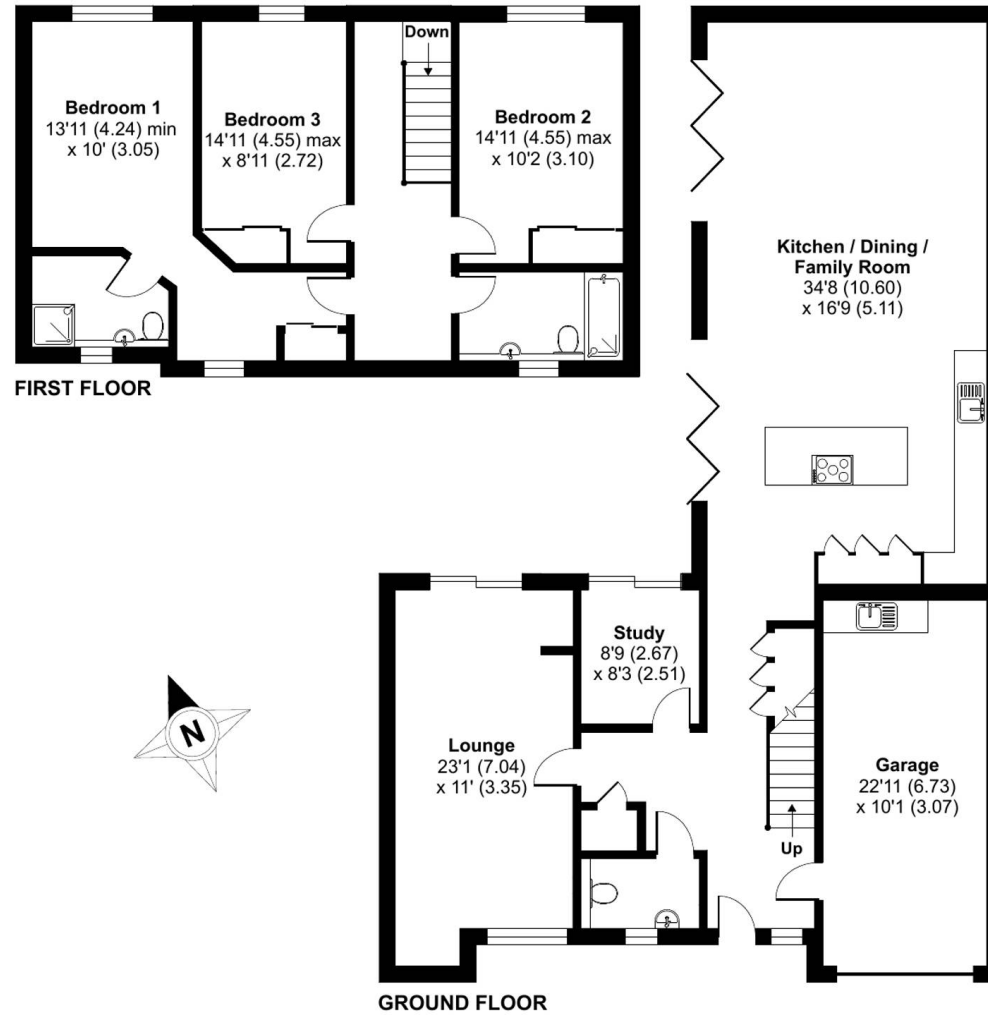 Down
Bedroom 1
13'11 (4.24) min
x 10' (3.05)
Bedroom 3
14'11 (4.55) max
x 8'11 (2.72)
Bedroom 2
14'11 (4.55) max
x 10'2 (3.10)
FIRST FLOOR
Kitchen / Dining /
Family Room
34'8 (10.60)
x 16'9 (5.11)
Study
8'9 (2.67)
x 8'3 (2.51)
N
Lounge
23'1 (7.04)
x 11' (3.35)
Up
Garage
22'11 (6.73)
x 10'1 (3.07)
GROUND FLOOR